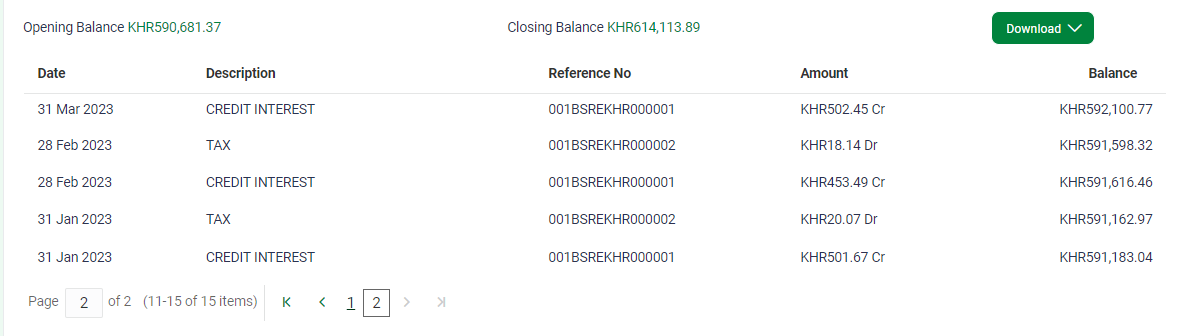 Opening Balance KHR590,681.37 Closing Balance KHR614,113.89 Download
Date Description Reference No Amount Balance
31 Mar 2023 CREDIT INTEREST 001BSREKHR000001 KHR502.45 Cr KHR592,100.77
28 Feb 2023 TAX 001BSREKHR000002 KHR18.14 Dr KHR591,598.32
28 Feb 2023 CREDIT INTEREST 001BSREKHR000001 KHR453.49 Cr KHR591,616.46
31 Jan 2023 TAX 001BSREKHR000002 KHR20.07 Dr KHR591,162.97
31 Jan 2023 CREDIT INTEREST 001BSREKHR000001 KHR501.67 Cr KHR591,183.04
Page 2 of 2 (11-15 of 15 items) 1 2